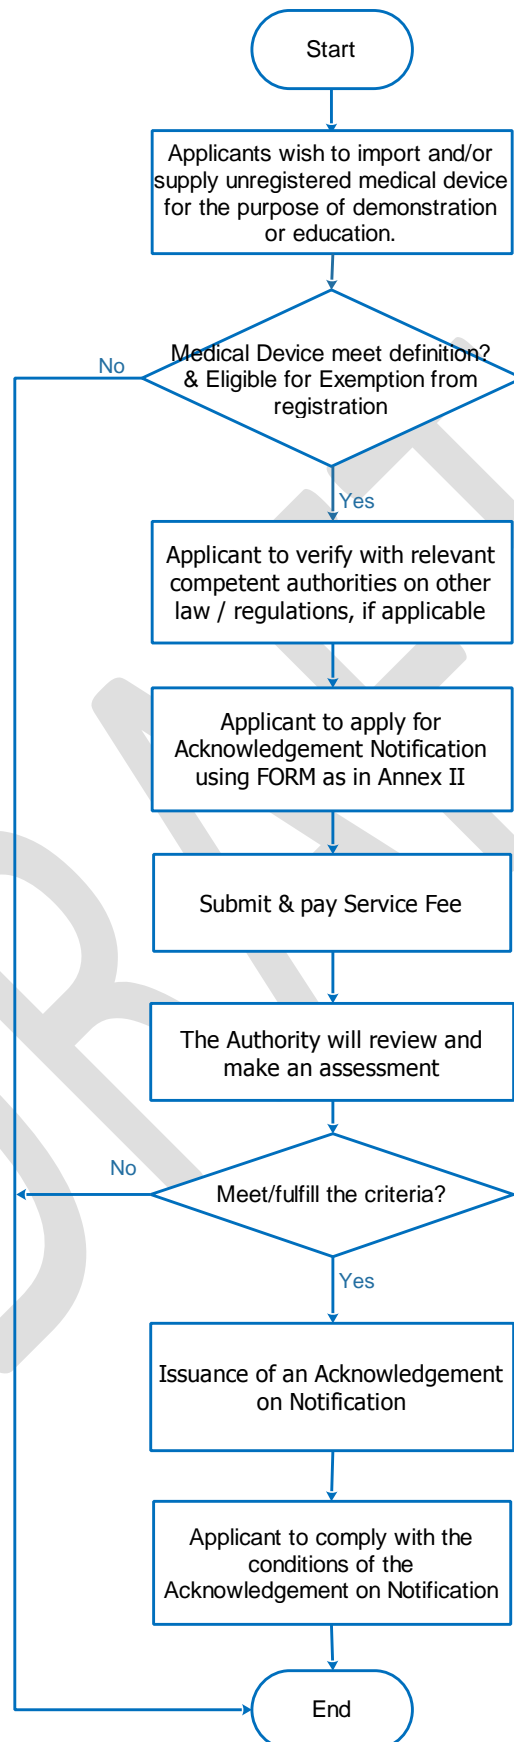 Start
Applicants wish to import and/or
supply unregistered medical device
for the purpose of demonstration
or education.
Medical Device meet definition?
& Eligible for Exemption from
registration
No
Yes
Applicant to verify with relevant
competent authorities on other
law / regulations, if applicable
Applicant to apply for
Acknowledgement Notification
using FORM as in Annex II
Submit & pay Service Fee
The Authority will review and
make an assessment
No
Meet/fulfill the criteria?
Yes
Issuance of an Acknowledgement
on Notification
Applicant to comply with the
conditions of the
Acknowledgement on Notification
End
DRAFT